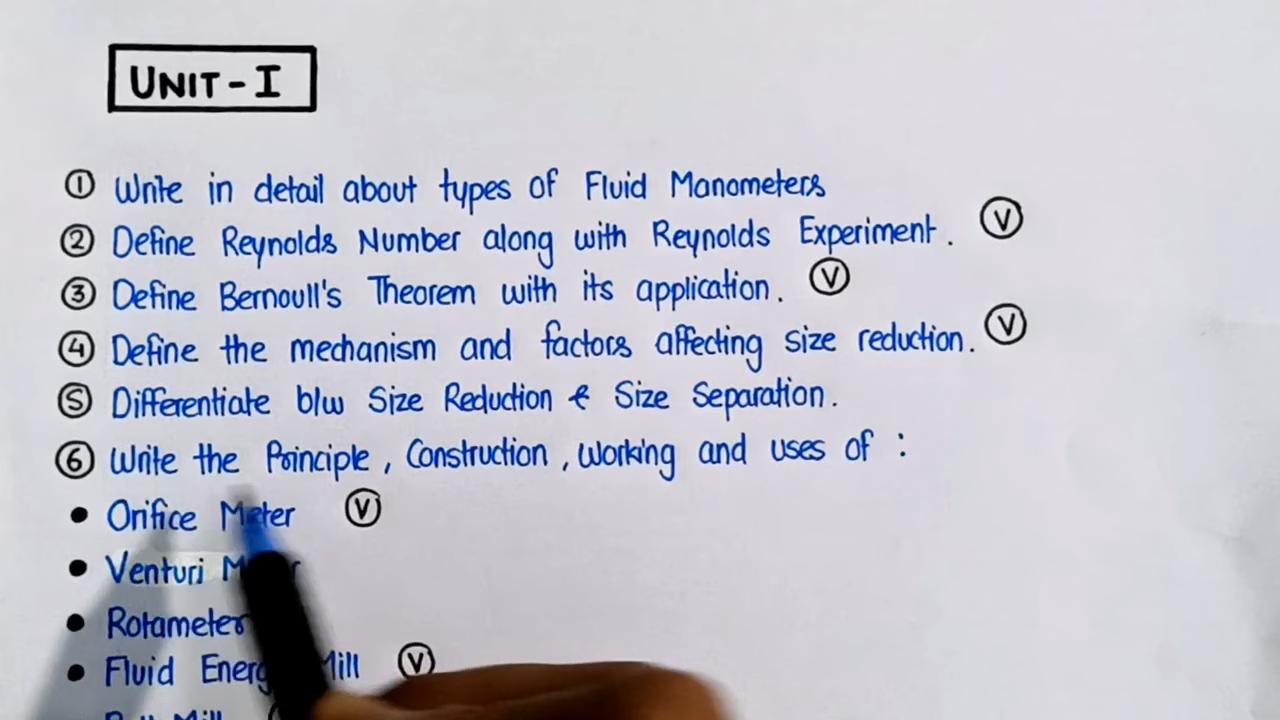 UNIT - I
① Write in detail about types of Fluid Manometers
② Define Reynolds Number along with Reynolds Experiment. Ⓥ
③ Define Bernoull's Theorem with its application. Ⓥ
④ Define the mechanism and factors affecting size reduction. Ⓥ
⑤ Differentiate b/w Size Reduction & Size Separation.
⑥ Write the Principle, Construction, Working and uses of :
• Orifice Meter Ⓥ
• Venturi
• Rotameter
• Fluid Energy Mill Ⓥ
Mill